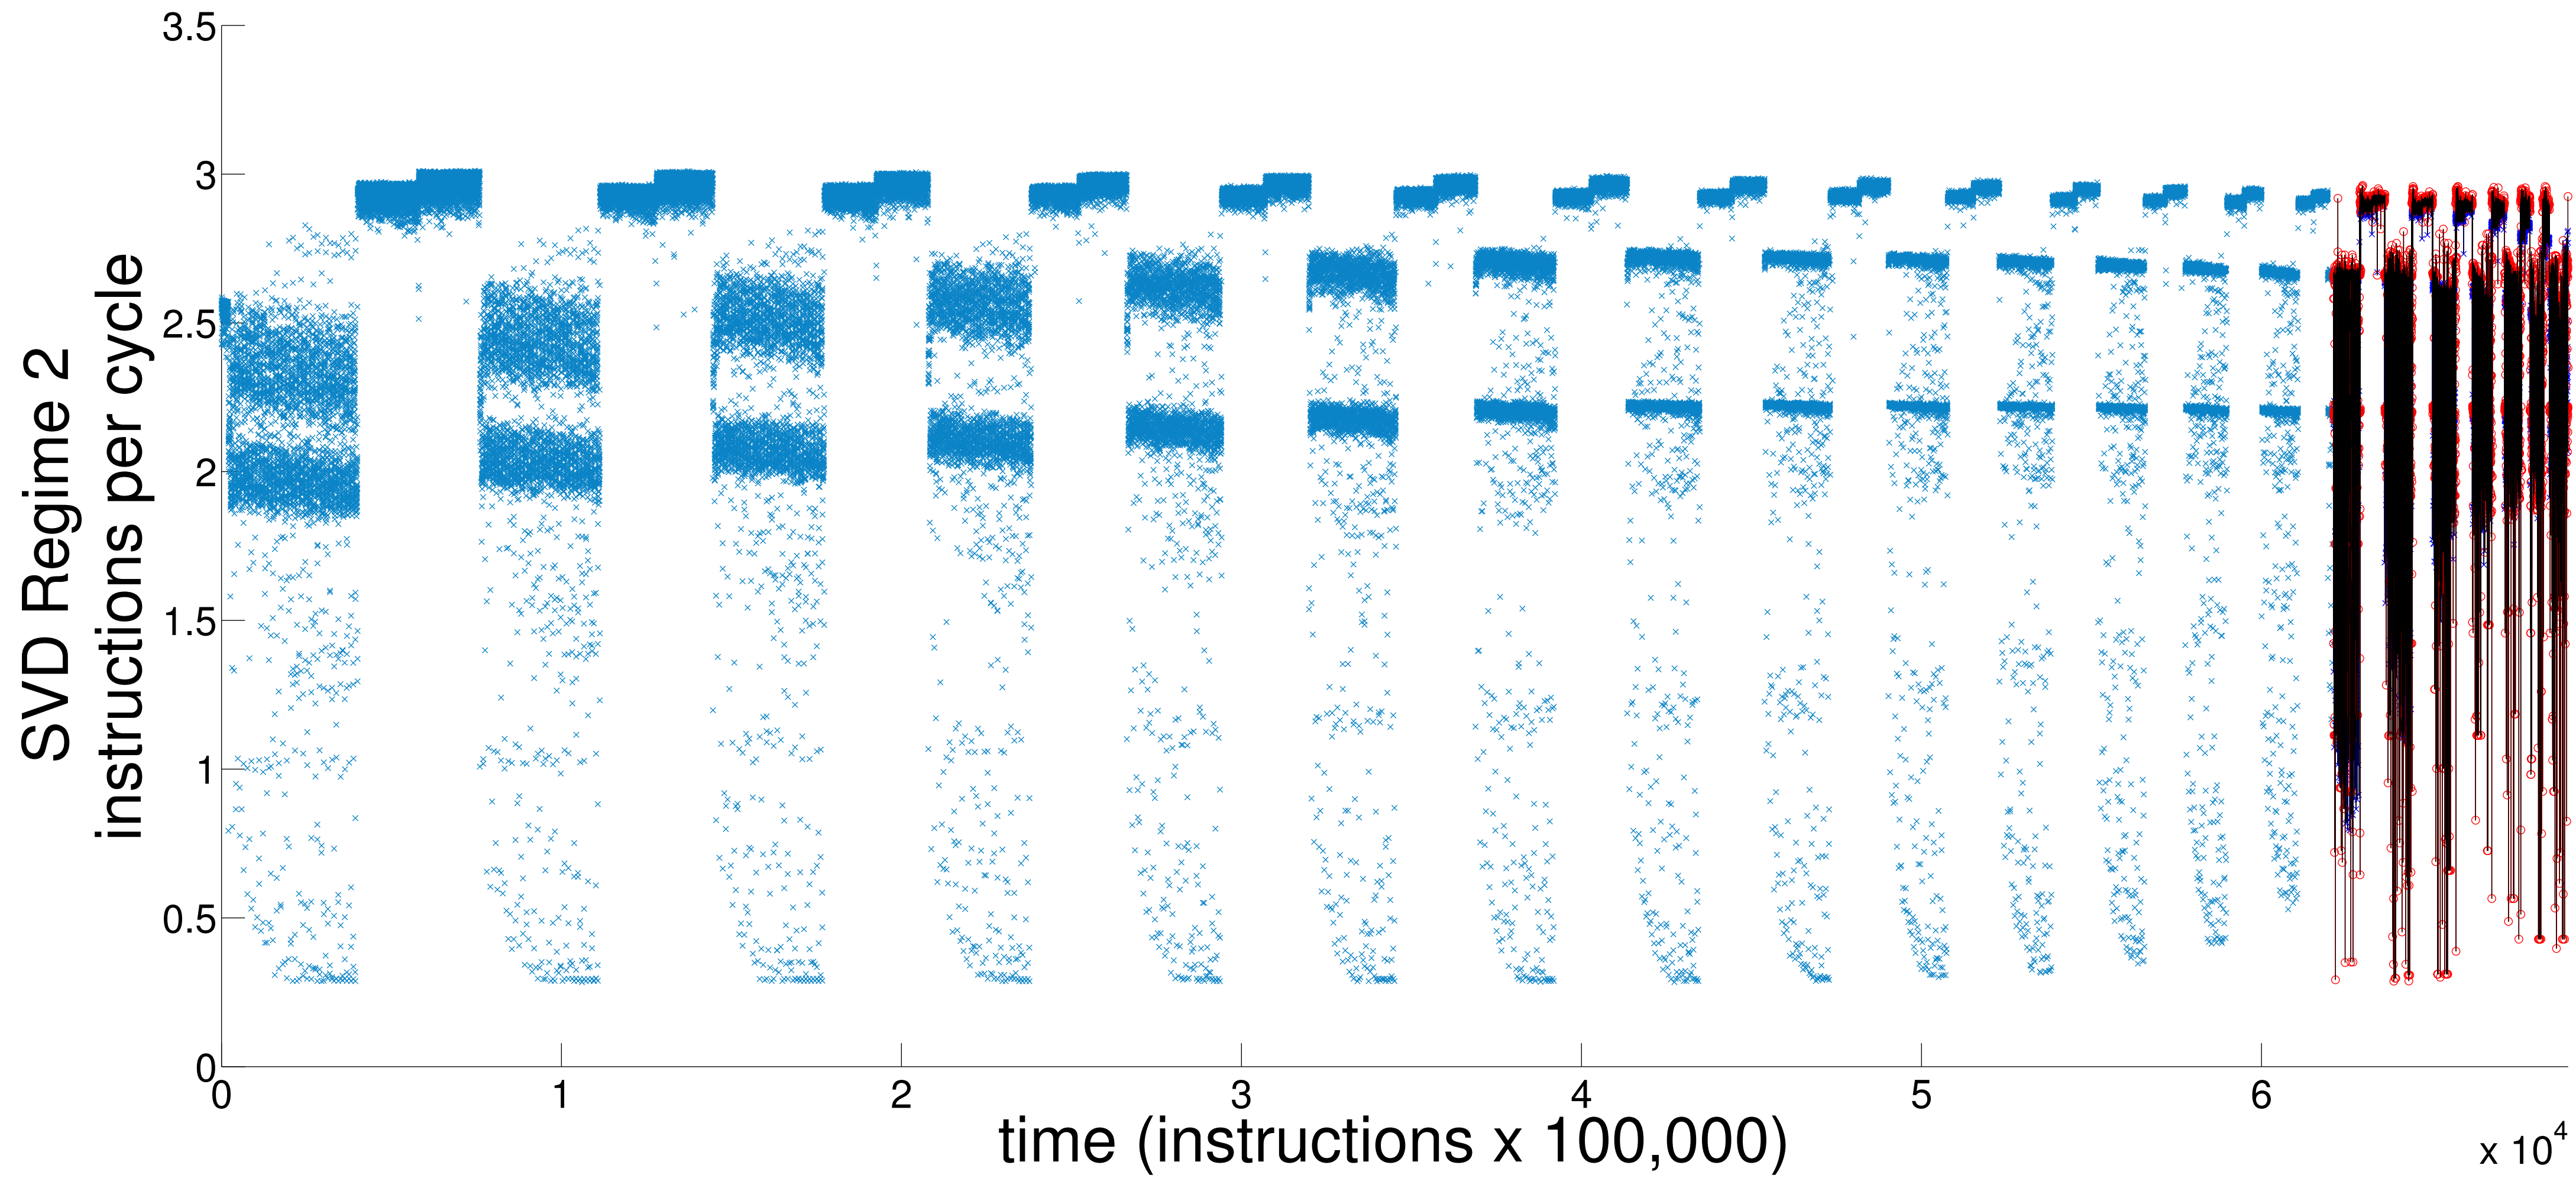 SVD Regime 2
instructions per cycle
3.5
3
2.5
2
1.5
1
0.5
0
0 1 2 3 4 5 6
time (instructions x 100,000)
x 10^4